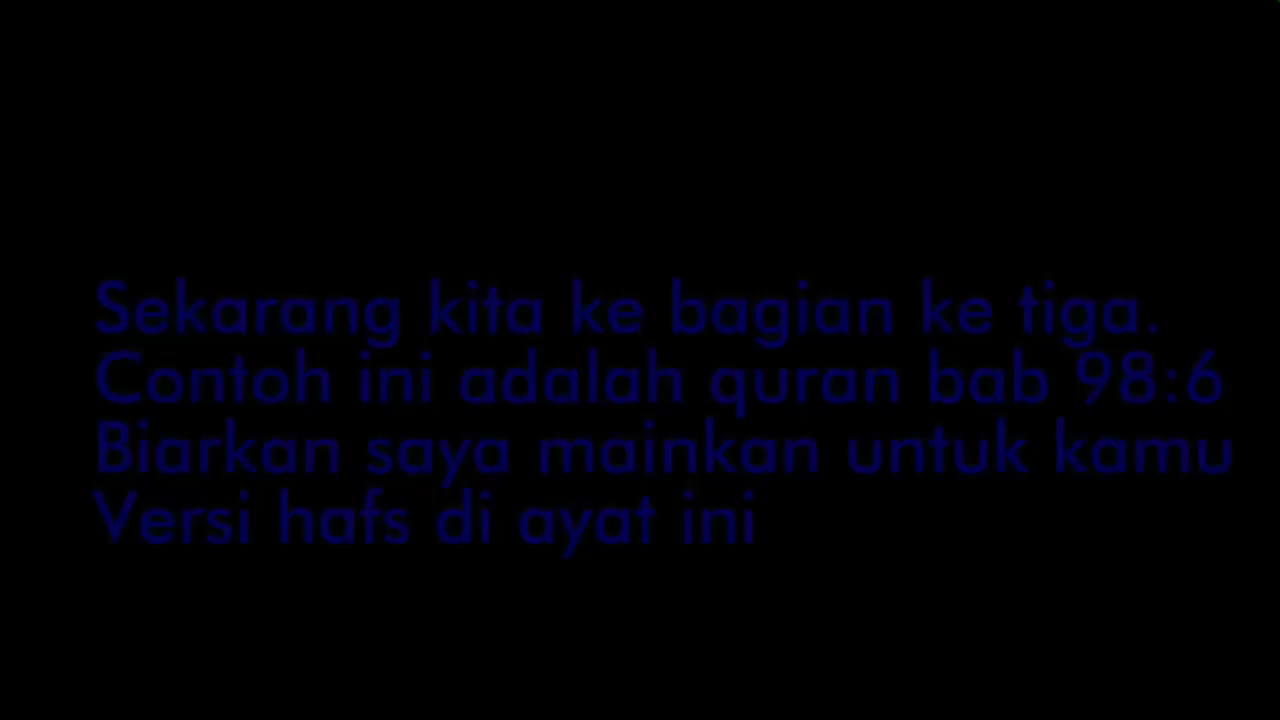 Sekarang kita ke bagian ke tiga.
Contoh ini adalah quran bab 98:6
Biarkan saya mainkan untuk kamu
Versi hafs di ayat ini